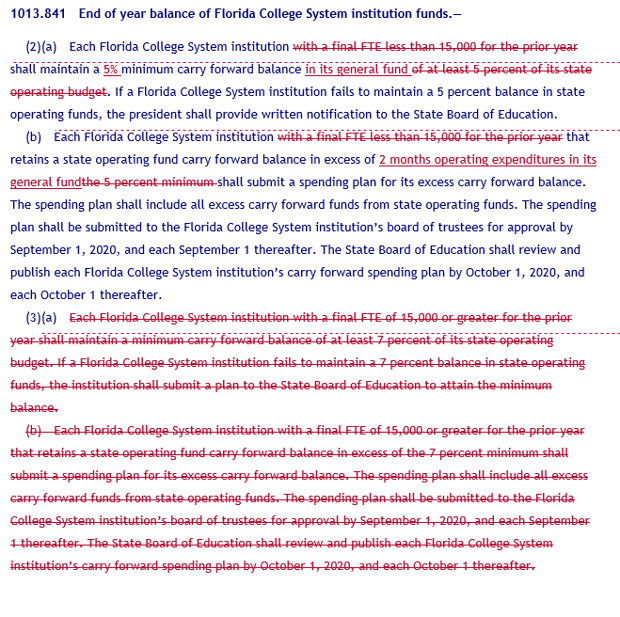 1013.841 End of year balance of Florida College System institution funds.—
(2)(a) Each Florida College System institution with a final FTE less than 15,000 for the prior year
shall maintain a 5% minimum carry forward balance in its general fund of at least 5 percent of its state
operating budget. If a Florida College System institution fails to maintain a 5 percent balance in state
operating funds, the president shall provide written notification to the State Board of Education.
(b) Each Florida College System institution with a final FTE less than 15,000 for the prior year that
retains a state operating fund carry forward balance in excess of 2 months operating expenditures in its
general fundthe 5 percent minimum shall submit a spending plan for its excess carry forward balance.
The spending plan shall include all excess carry forward funds from state operating funds. The spending
plan shall be submitted to the Florida College System institution’s board of trustees for approval by
September 1, 2020, and each September 1 thereafter. The State Board of Education shall review and
publish each Florida College System institution’s carry forward spending plan by October 1, 2020, and
each October 1 thereafter.
(3)(a) Each Florida College System institution with a final FTE of 15,000 or greater for the prior
year shall maintain a minimum carry forward balance of at least 7 percent of its state operating
budget. If a Florida College System institution fails to maintain a 7 percent balance in state operating
funds, the institution shall submit a plan to the State Board of Education to attain the minimum
balance.
(b) Each Florida College System institution with a final FTE of 15,000 or greater for the prior year
that retains a state operating fund carry forward balance in excess of the 7 percent minimum shall
submit a spending plan for its excess carry forward balance. The spending plan shall include all excess
carry forward funds from state operating funds. The spending plan shall be submitted to the Florida
College System institution’s board of trustees for approval by September 1, 2020, and each September
1 thereafter. The State Board of Education shall review and publish each Florida College System
institution’s carry forward spending plan by October 1, 2020, and each October 1 thereafter.